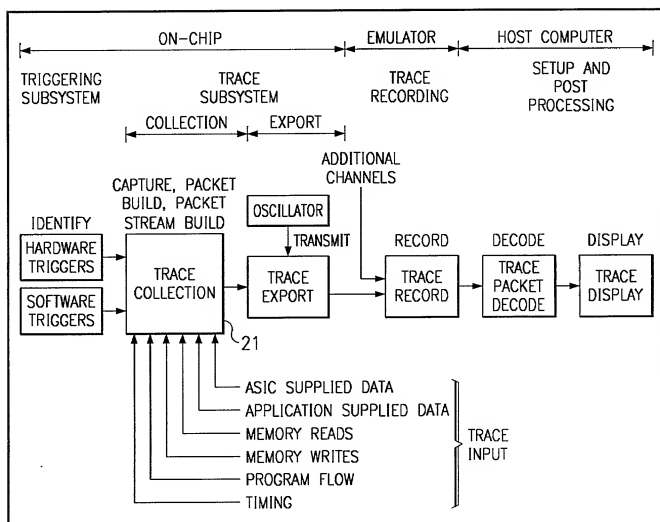 ON-CHIP
EMULATOR
HOST COMPUTER
TRIGGERING
SUBSYSTEM
TRACE
SUBSYSTEM
TRACE
RECORDING
SETUP AND
POST
PROCESSING
COLLECTION
EXPORT
ADDITIONAL
CHANNELS
CAPTURE, PACKET
BUILD, PACKET
STREAM BUILD
IDENTIFY
OSCILLATOR
TRANSMIT
RECORD
DECODE
DISPLAY
HARDWARE
TRIGGERS
SOFTWARE
TRIGGERS
TRACE
COLLECTION
TRACE
EXPORT
TRACE
RECORD
TRACE
PACKET
DECODE
TRACE
DISPLAY
21
ASIC SUPPLIED DATA
APPLICATION SUPPLIED DATA
MEMORY READS
MEMORY WRITES
PROGRAM FLOW
TIMING
TRACE
INPUT